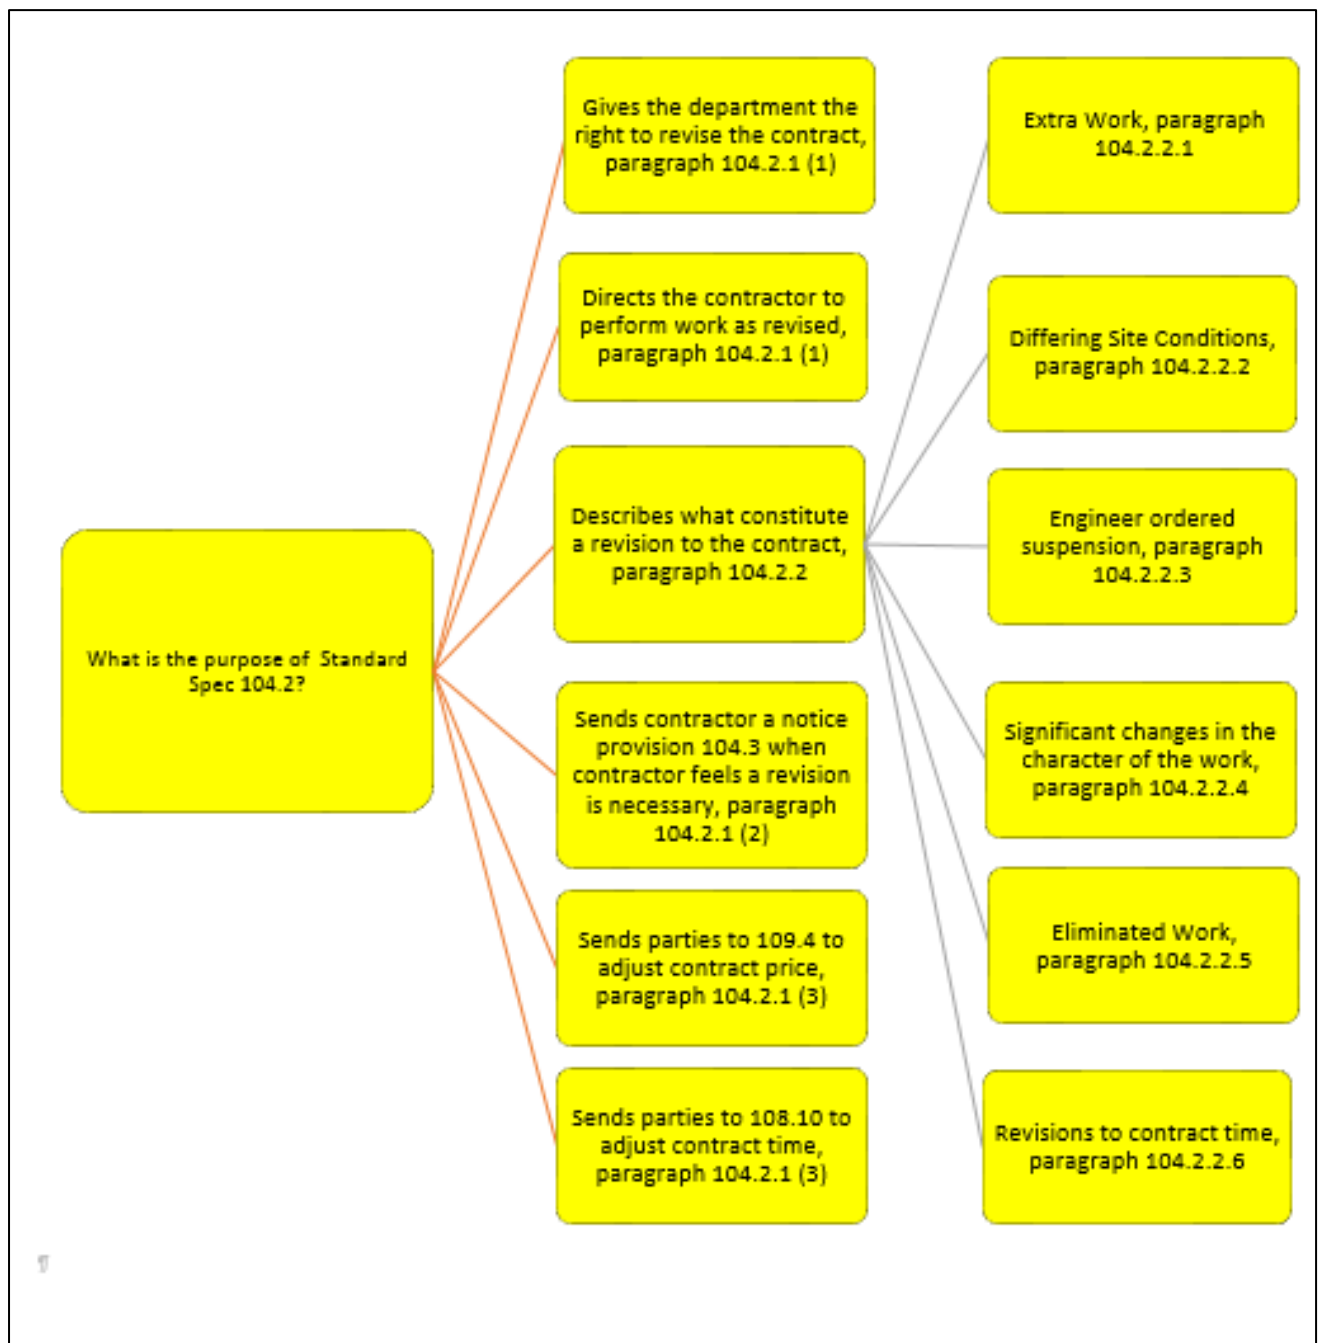 What is the purpose of Standard
Spec 104.2?
Gives the department the
right to revise the contract,
paragraph 104.2.1 (1)
Directs the contractor to
perform work as revised,
paragraph 104.2.1 (1)
Describes what constitute
a revision to the contract,
paragraph 104.2.2
Sends contractor a notice
provision 104.3 when
contractor feels a revision
is necessary, paragraph
104.2.1 (2)
Sends parties to 109.4 to
adjust contract price,
paragraph 104.2.1 (3)
Sends parties to 108.10 to
adjust contract time,
paragraph 104.2.1 (3)
Extra Work, paragraph
104.2.2.1
Differing Site Conditions,
paragraph 104.2.2.2
Engineer ordered
suspension, paragraph
104.2.2.3
Significant changes in the
character of the work,
paragraph 104.2.2.4
Eliminated Work,
paragraph 104.2.2.5
Revisions to contract time,
paragraph 104.2.2.6
¶